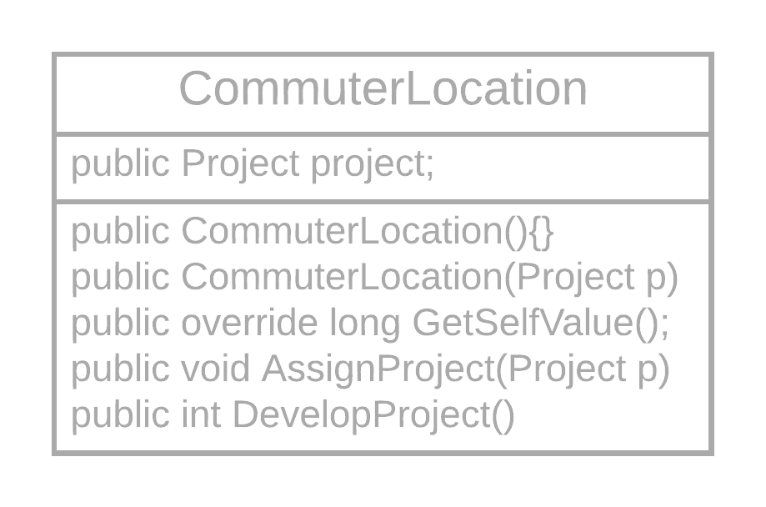 CommuterLocation
public Project project;
public CommuterLocation(){}
public CommuterLocation(Project p)
public override long GetSelfValue();
public void AssignProject(Project p)
public int DevelopProject()